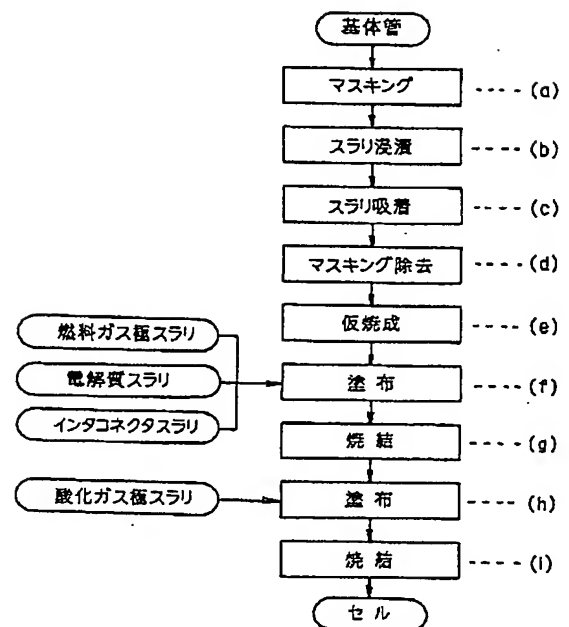 基体管
マスキング
---- (a)
スラリ浸漬
---- (b)
スラリ吸着
---- (c)
マスキング除去
---- (d)
仮焼成
---- (e)
燃料ガス極スラリ
電解質スラリ
インタコネクタスラリ
塗布
---- (f)
焼結
---- (g)
酸化ガス極スラリ
塗布
---- (h)
焼結
---- (i)
セル